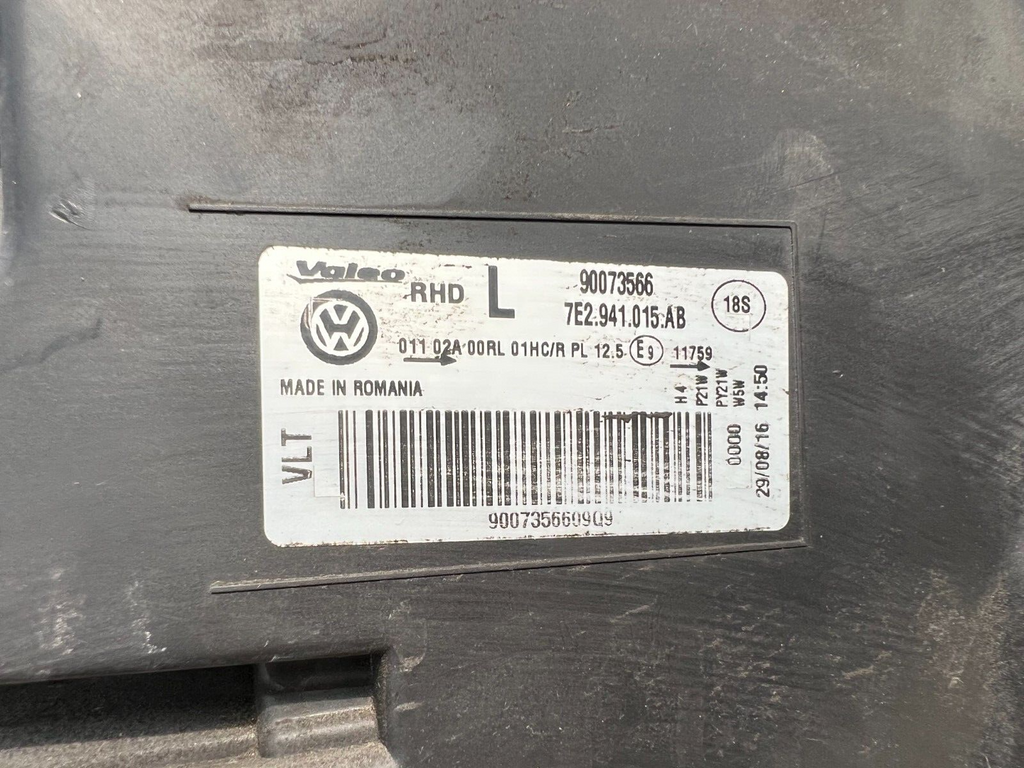 Valeo
RHD
L
90073566
7E2.941.015.AB
18S
011 02A 00RL 01HC/R PL 12.5 E9 11759
MADE IN ROMANIA
H4
P21W
PY21W
W5W
VLT
0000
29/08/16 14:50
9007356609Q9